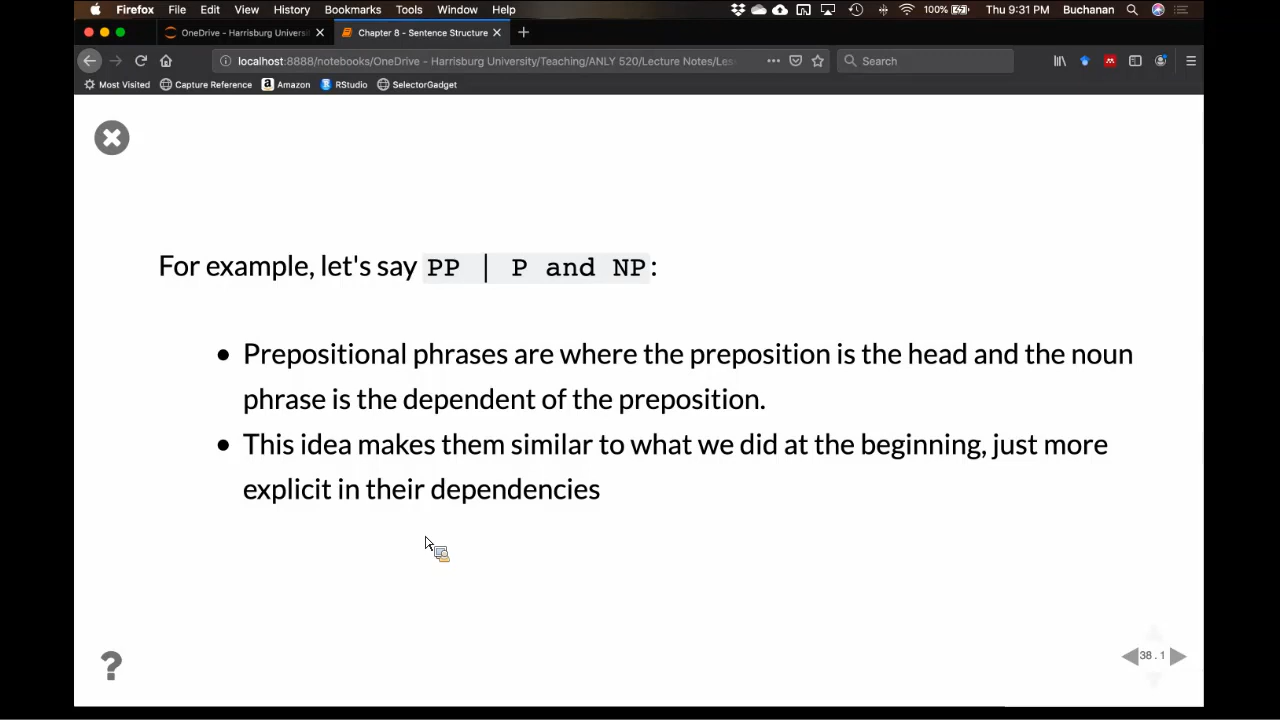 Firefox File Edit View History Bookmarks Tools Window Help 100% Thu 9:31 PM Buchanan
OneDrive - Harrisburg Universi Chapter 8 - Sentence Structure
localhost:8888/notebooks/OneDrive - Harrisburg University/Teaching/ANLY 520/Lecture Notes/Les Search
Most Visited Capture Reference Amazon RStudio SelectorGadget
For example, let's say PP | P and NP:
• Prepositional phrases are where the preposition is the head and the noun
phrase is the dependent of the preposition.
• This idea makes them similar to what we did at the beginning, just more
explicit in their dependencies
?
38 . 1